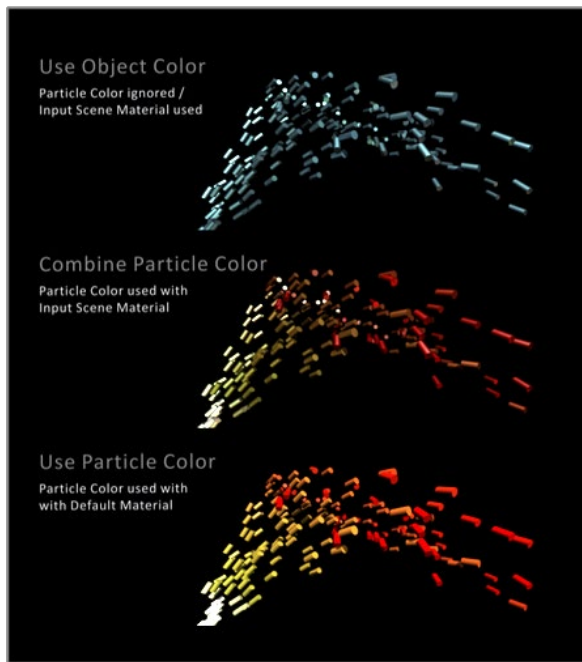 Use Object Color
Particle Color ignored /
Input Scene Material used
Combine Particle Color
Particle Color used with
Input Scene Material
Use Particle Color
Particle Color used with
with Default Material